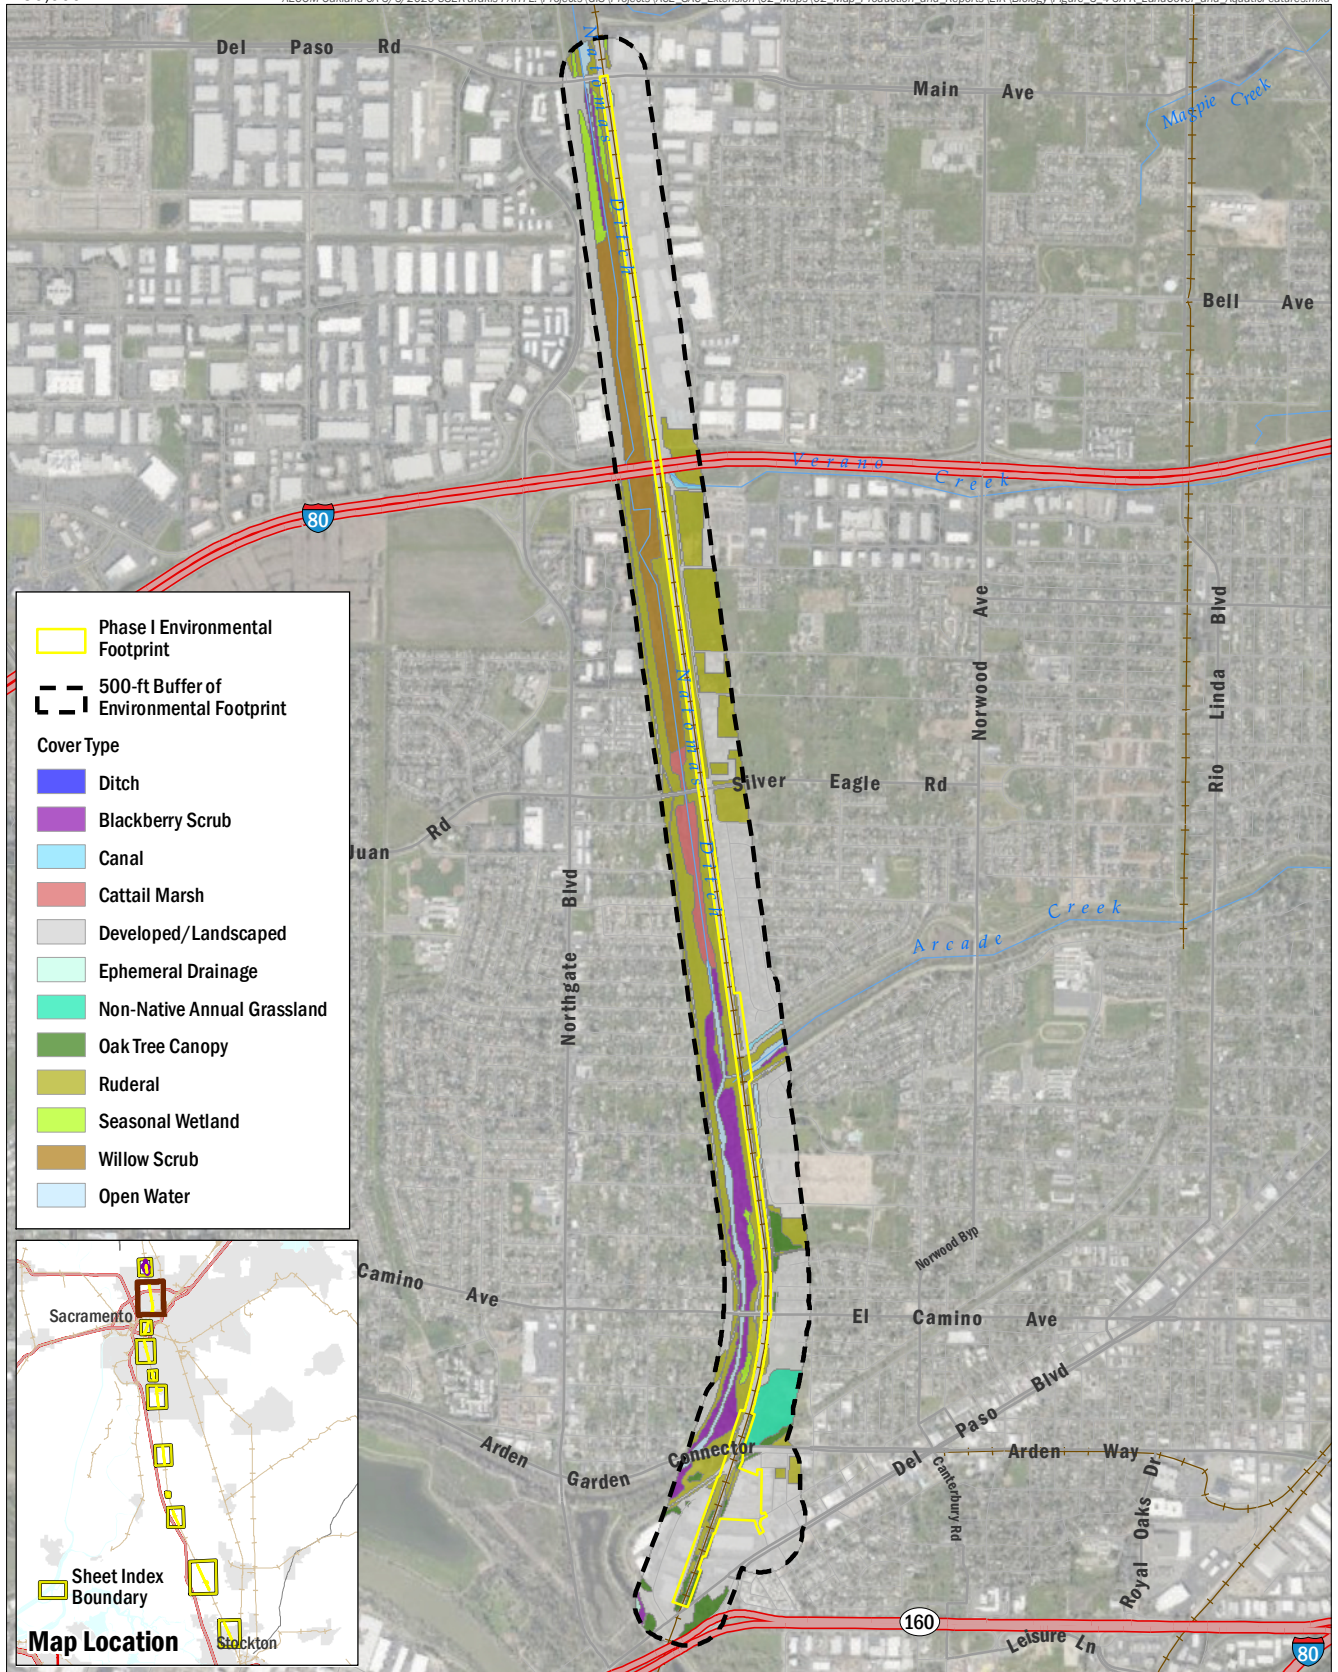 Del Paso Rd
Main Ave
Magpie Creek
Natomas Ditch
Bell Ave
Verano Creek
80
Norwood Ave
Rio Linda Blvd
Natomas Ditch
Silver Eagle Rd
Juan Rd
Northgate Blvd
Arcade Creek
Norwood Byp
Camino Ave
El Camino Ave
Del Paso Blvd
Arden Garden Connector
Arden Way
Canterbury Rd
Royal Oaks Dr
160
Leisure Ln
80
Phase I Environmental
Footprint
500-ft Buffer of
Environmental Footprint
Cover Type
Ditch
Blackberry Scrub
Canal
Cattail Marsh
Developed/Landscaped
Ephemeral Drainage
Non-Native Annual Grassland
Oak Tree Canopy
Ruderal
Seasonal Wetland
Willow Scrub
Open Water
Sacramento
Sheet Index
Boundary
Map Location
Stockton